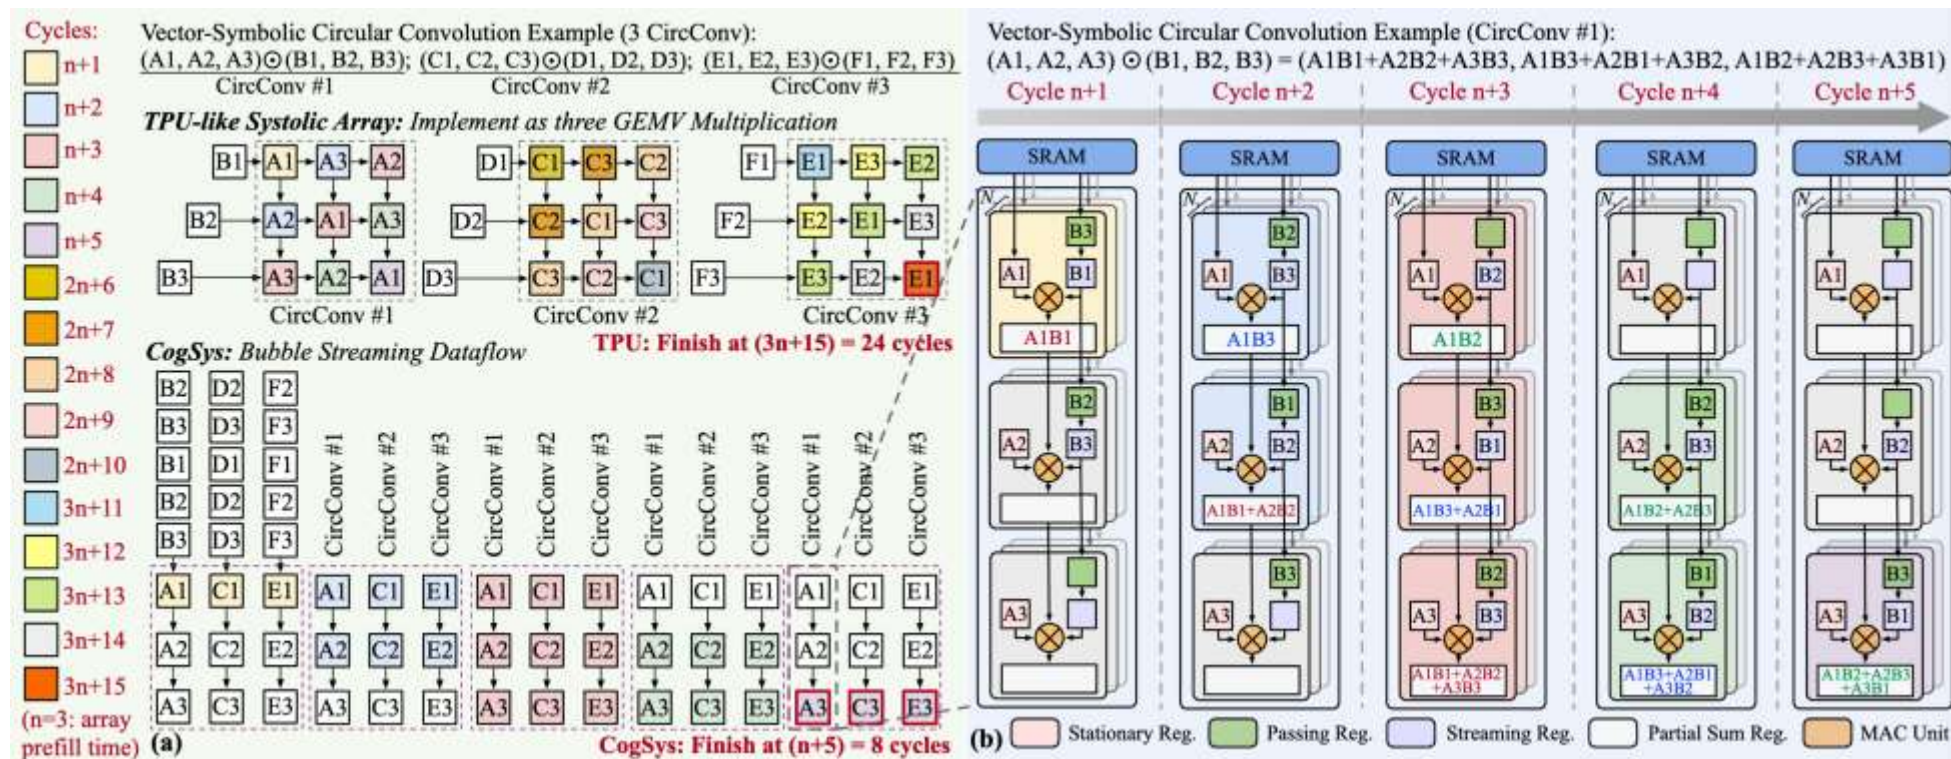 Cycles:
n+1
n+2
n+3
n+4
n+5
2n+6
2n+7
2n+8
2n+9
2n+10
3n+11
3n+12
3n+13
3n+14
3n+15
(n=3: array
prefill time)
(a)
Vector-Symbolic Circular Convolution Example (3 CircConv):
(A1, A2, A3)⊙(B1, B2, B3); (C1, C2, C3)⊙(D1, D2, D3); (E1, E2, E3)⊙(F1, F2, F3)
CircConv #1 CircConv #2 CircConv #3
TPU-like Systolic Array: Implement as three GEMV Multiplication
B1 A1 A3 A2 D1 C1 C3 C2 F1 E1 E3 E2
B2 A2 A1 A3 D2 C2 C1 C3 F2 E2 E1 E3
B3 A3 A2 A1 D3 C3 C2 C1 F3 E3 E2 E1
CircConv #1 CircConv #2 CircConv #3
TPU: Finish at (3n+15) = 24 cycles
CogSys: Bubble Streaming Dataflow
B2 D2 F2
B3 D3 F3
B1 D1 F1
B2 D2 F2
B3 D3 F3
CircConv #1 CircConv #2 CircConv #3 CircConv #1 CircConv #2 CircConv #3 CircConv #1 CircConv #2 CircConv #3 CircConv #1 CircConv #2 CircConv #3
A1 C1 E1 A1 C1 E1 A1 C1 E1 A1 C1 E1 A1 C1 E1
A2 C2 E2 A2 C2 E2 A2 C2 E2 A2 C2 E2 A2 C2 E2
A3 C3 E3 A3 C3 E3 A3 C3 E3 A3 C3 E3 A3 C3 E3
CogSys: Finish at (n+5) = 8 cycles
Vector-Symbolic Circular Convolution Example (CircConv #1):
(A1, A2, A3) ⊙ (B1, B2, B3) = (A1B1+A2B2+A3B3, A1B3+A2B1+A3B2, A1B2+A2B3+A3B1)
Cycle n+1 Cycle n+2 Cycle n+3 Cycle n+4 Cycle n+5
SRAM SRAM SRAM SRAM SRAM
N N N N N
B3 B2
A1 B1 A1 B3 A1 B2 A1 A1
A1B1 A1B3 A1B2
B2 B1 B3 B2
A2 B3 A2 B2 A2 B1 A2 B3 A2 B2
A1B1+A2B2 A1B3+A2B1 A1B2+A2B3
B3 B2 B1 B3
A3 A3 A3 B3 A3 B2 A3 B1
A1B1+A2B2 A1B3+A2B1 A1B2+A2B3
+A3B3 +A3B2 +A3B1
(b) Stationary Reg. Passing Reg. Streaming Reg. Partial Sum Reg. MAC Unit